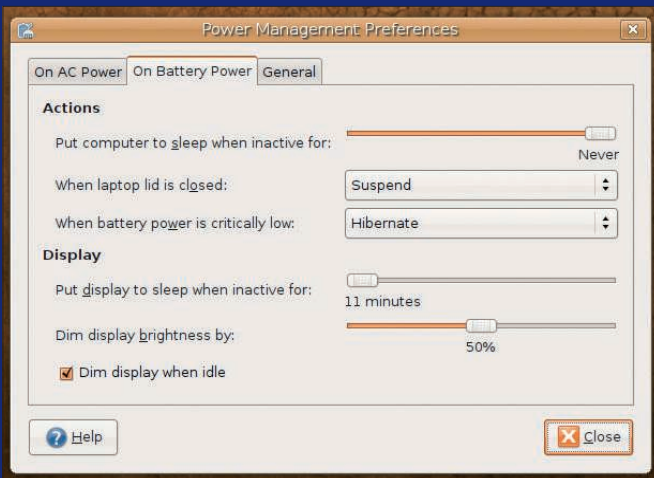 Power Management Preferences
On AC Power On Battery Power General
Actions
Put computer to sleep when inactive for:
Never
When laptop lid is closed: Suspend
When battery power is critically low: Hibernate
Display
Put display to sleep when inactive for:
11 minutes
Dim display brightness by:
50%
Dim display when idle
Help Close